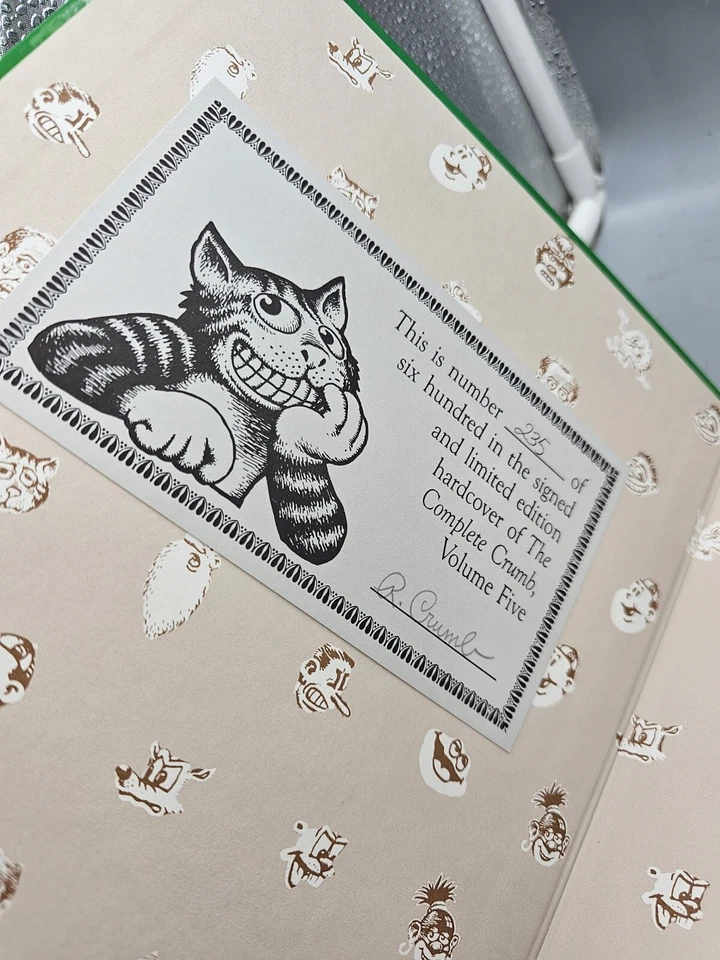 This is number 235 of
six hundred in the signed
and limited edition
hardcover of The
Complete Crumb,
Volume Five
R. Crumb